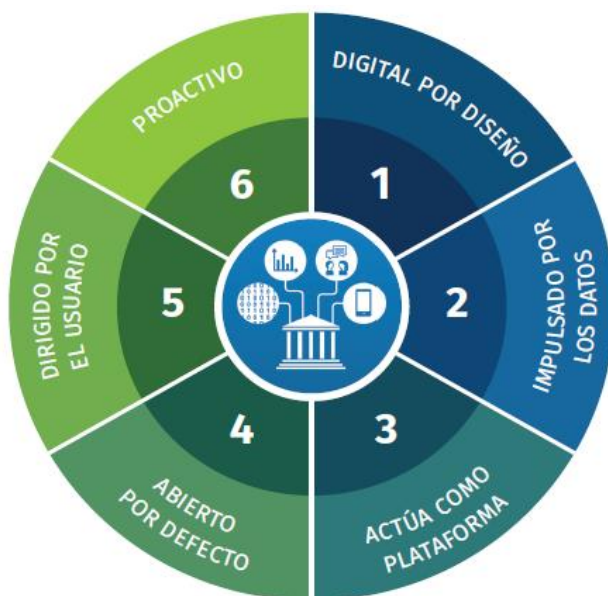 1
DIGITAL POR DISEÑO
2
IMPULSADO POR
LOS DATOS
3
ACTÚA COMO
PLATAFORMA
4
ABIERTO
POR DEFECTO
5
DIRIGIDO POR
EL USUARIO
6
PROACTIVO